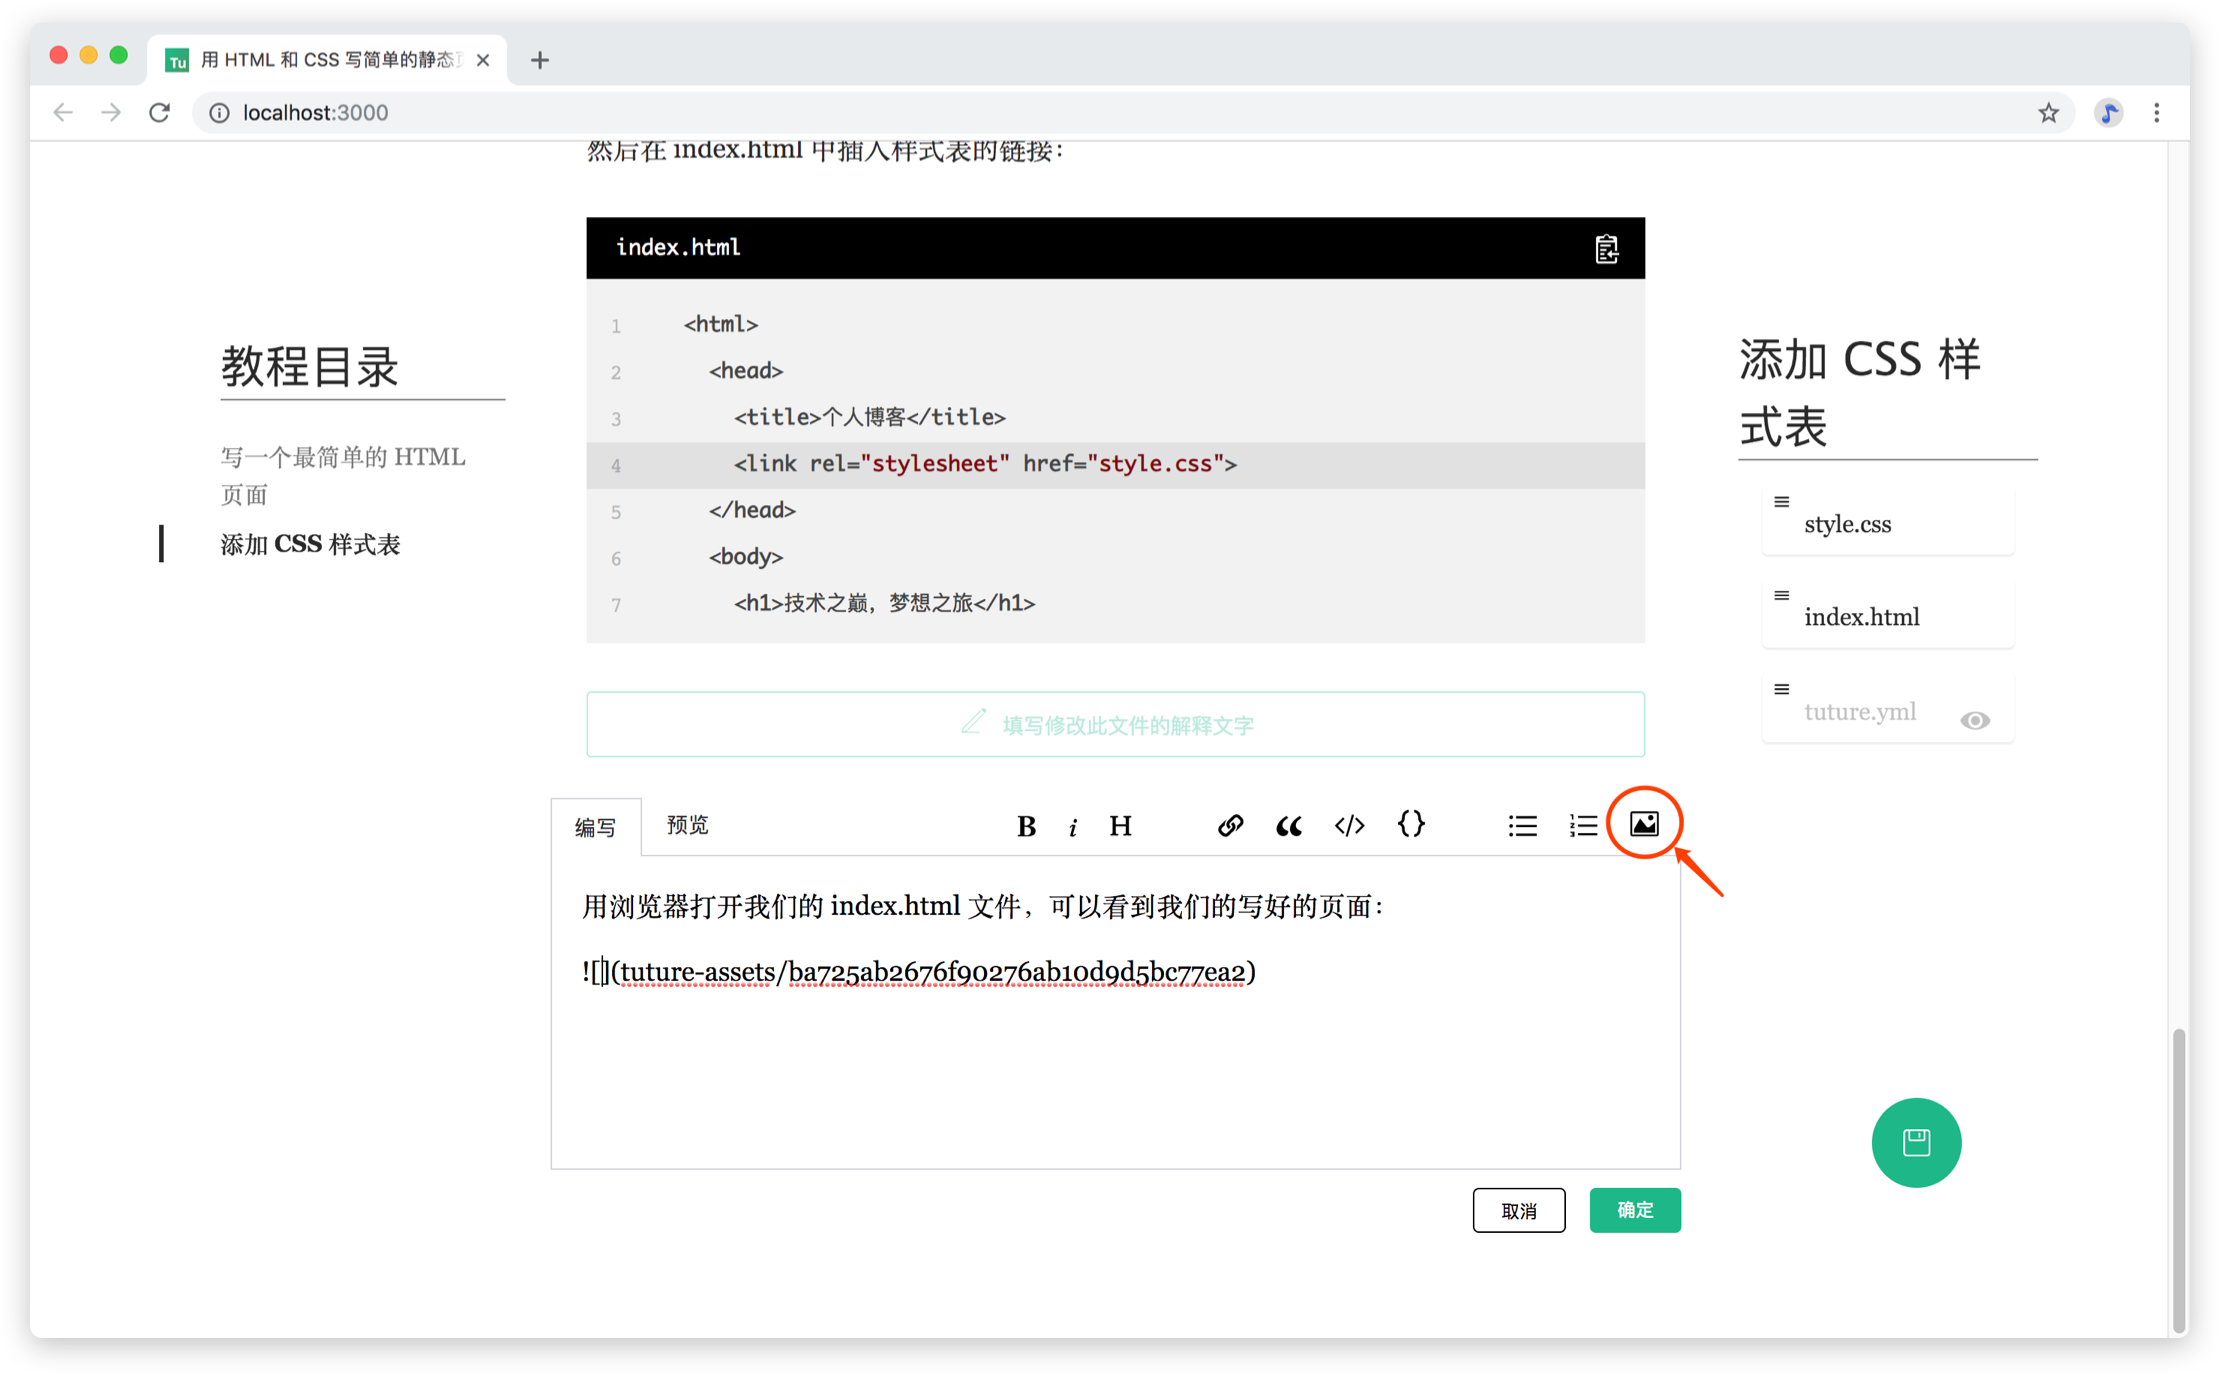 Tu 用 HTML 和 CSS 写简单的静态
localhost:3000
然后在 index.html 中插入样式表的链接：
教程目录
写一个最简单的 HTML
页面
添加 CSS 样式表
index.html
1 <html>
2 <head>
3 <title>个人博客</title>
4 <link rel="stylesheet" href="style.css">
5 </head>
6 <body>
7 <h1>技术之巅，梦想之旅</h1>
填写修改此文件的解释文字
编写 预览 B i H
用浏览器打开我们的 index.html 文件，可以看到我们的写好的页面：
![](tuture-assets/ba725ab2676f90276ab10d9d5bc77ea2)
取消 确定
添加 CSS 样
式表
style.css
index.html
tuture.yml